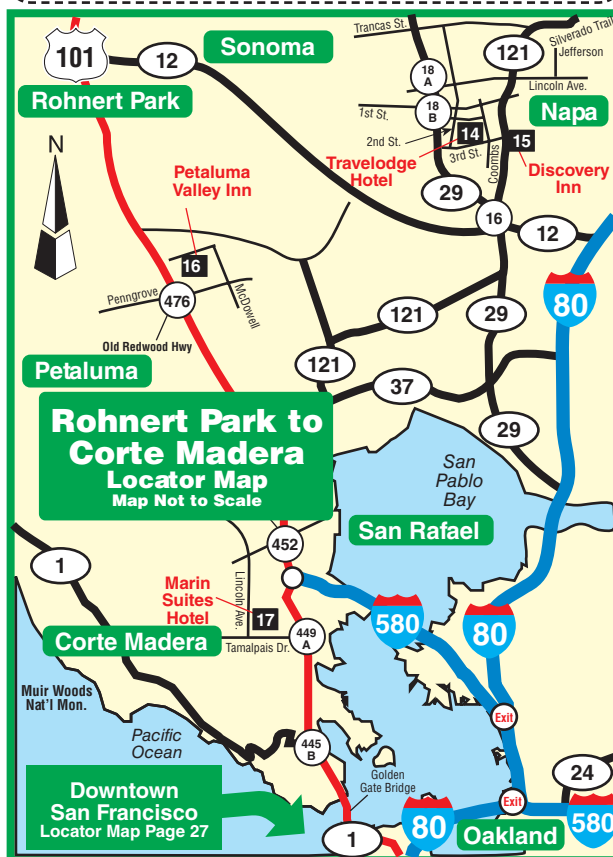 Trancas St.
Silverado Trail
Jefferson
Sonoma
101
12
121
18
A
Lincoln Ave.
Rohnert Park
1st St.
18
B
Napa
2nd St.
14
3rd St.
Coombs
15
N
Travelodge
Hotel
Discovery
Inn
Petaluma
Valley Inn
29
16
12
16
Penngrove
476
McDowell
80
121
29
Old Redwood Hwy
121
37
Petaluma
29
Rohnert Park to
Corte Madera
Locator Map
Map Not to Scale
San
Pablo
Bay
452
San Rafael
1
Lincoln Ave.
Marin
Suites
Hotel
17
580
80
449
A
Corte Madera
Tamalpais Dr.
Muir Woods
Nat'l Mon.
Exit
Pacific
Ocean
445
B
24
Golden
Gate Bridge
Downtown
San Francisco
Locator Map Page 27
Exit
1
80
Oakland
580